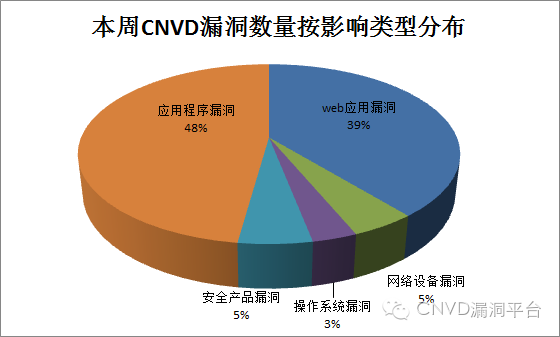 本周CNVD漏洞数量按影响类型分布
应用程序漏洞
48%
web应用漏洞
39%
网络设备漏洞
5%
操作系统漏洞
3%
安全产品漏洞
5%
CNVD漏洞平台